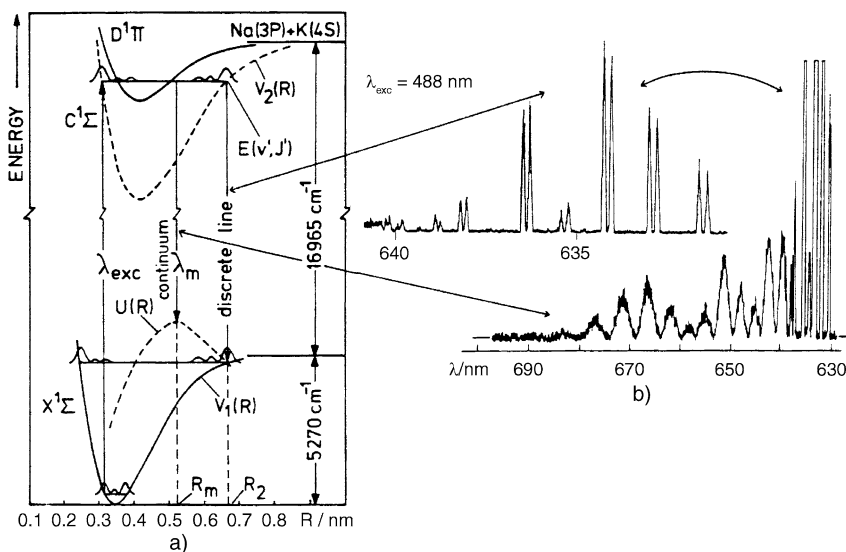 ENERGY
D¹Π
Na(3P)+K(4S)
V₂(R)
C¹Σ
E(v',J')
16965 cm⁻¹
λexc
continuum
λm
discrete line
U(R)
X¹Σ
V₁(R)
5270 cm⁻¹
Rm
R₂
0.1 0.2 0.3 0.4 0.5 0.6 0.7 0.8 R / nm
a)
λexc = 488 nm
640 635
λ/nm 690 670 650 630
b)